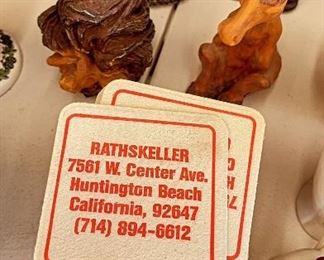 RATHSKELLER
7561 W. Center Ave.
Huntington Beach
California, 92647
(714) 894-6612